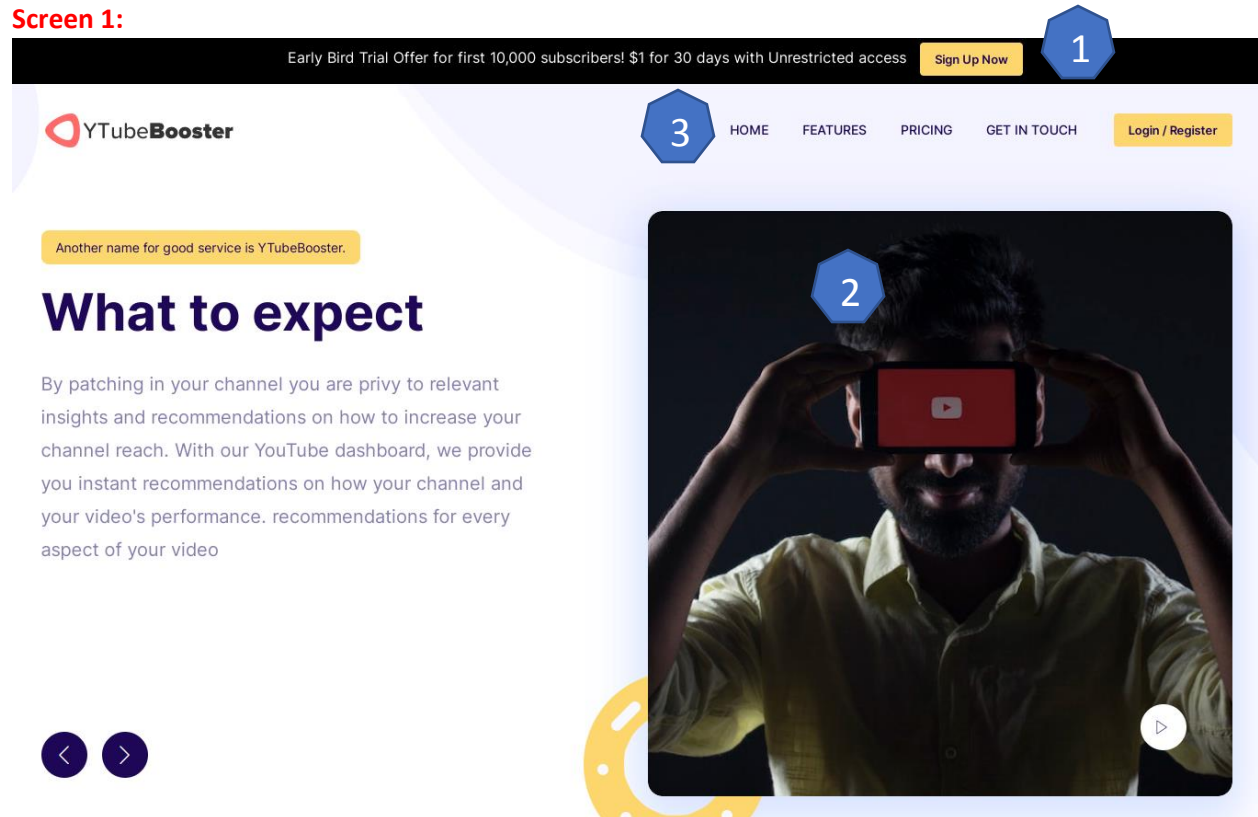 Screen 1:
Early Bird Trial Offer for first 10,000 subscribers! $1 for 30 days with Unrestricted access
Sign Up Now
1
YTubeBooster
3
HOME
FEATURES
PRICING
GET IN TOUCH
Login / Register
Another name for good service is YTubeBooster.
2
What to expect
By patching in your channel you are privy to relevant
insights and recommendations on how to increase your
channel reach. With our YouTube dashboard, we provide
you instant recommendations on how your channel and
your video's performance. recommendations for every
aspect of your video